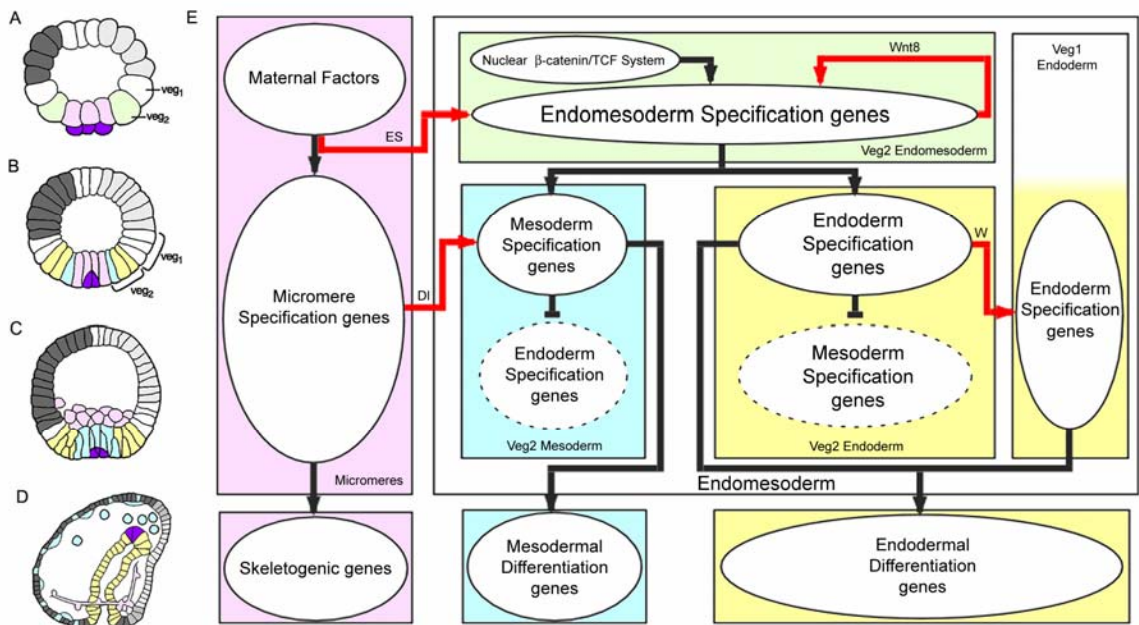 A
veg1
veg2
B
veg1
veg2
C
D
E
Maternal Factors
ES
Micromere
Specification genes
DI
Micromeres
Skeletogenic genes
Nuclear β-catenin/TCF System
Wnt8
Endomesoderm Specification genes
Veg2 Endomesoderm
Mesoderm
Specification
genes
Endoderm
Specification
genes
Veg2 Mesoderm
Endoderm
Specification
genes
W
Mesoderm
Specification
genes
Veg2 Endoderm
Veg1
Endoderm
Endoderm
Specification
genes
Endomesoderm
Mesodermal
Differentiation
genes
Endodermal
Differentiation
genes